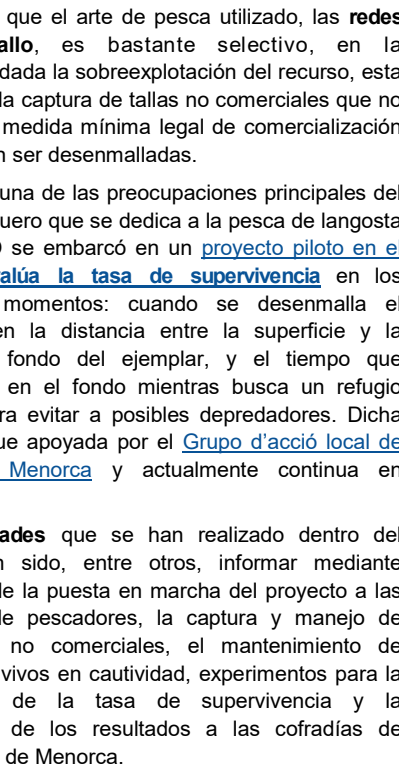 que el arte de pesca utilizado, las redes
allo, es bastante selectivo, en la
dada la sobreexplotación del recurso, esta
la captura de tallas no comerciales que no
medida mínima legal de comercialización
n ser desenmalladas.
una de las preocupaciones principales del
uero que se dedica a la pesca de langosta
O se embarcó en un proyecto piloto en el
valúa la tasa de supervivencia en los
momentos: cuando se desenmalla el
en la distancia entre la superficie y la
fondo del ejemplar, y el tiempo que
en el fondo mientras busca un refugio
ra evitar a posibles depredadores. Dicha
ue apoyada por el Grupo d'acció local de
Menorca y actualmente continua en
ades que se han realizado dentro del
n sido, entre otros, informar mediante
de la puesta en marcha del proyecto a las
de pescadores, la captura y manejo de
no comerciales, el mantenimiento de
vivos en cautividad, experimentos para la
de la tasa de supervivencia y la
de los resultados a las cofradías de
de Menorca.